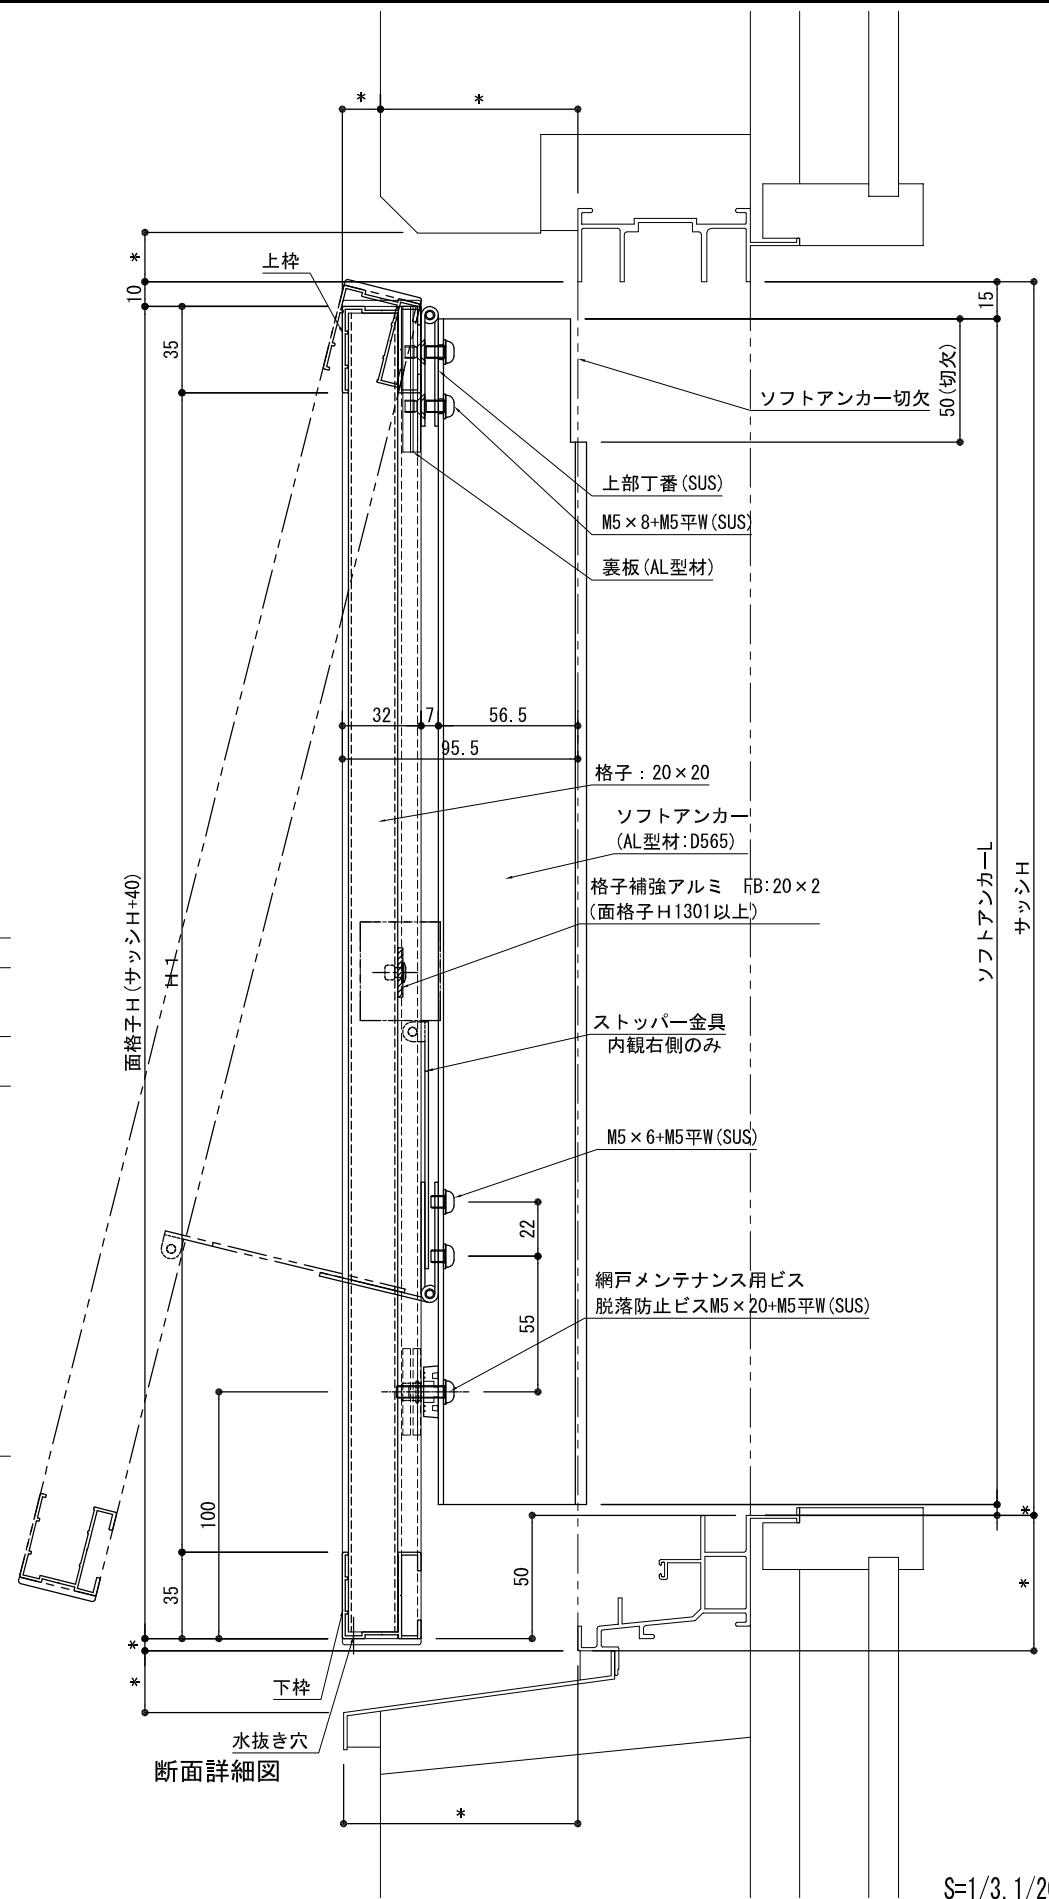 *
*
*
10
上枠
15
35
50(切欠)
ソフトアンカー切欠
上部丁番(SUS)
M5×8+M5平W(SUS)
裏板(AL型材)
32
7
56.5
95.5
格子：20×20
ソフトアンカー
(AL型材:D565)
格子補強アルミ　FB:20×2
(面格子H1301以上)
面格子H(サッシH+40)
H1
ソフトアンカーL
サッシH
ストッパー金具
内観右側のみ
M5×6+M5平W(SUS)
22
網戸メンテナンス用ビス
脱落防止ビスM5×20+M5平W(SUS)
55
100
*
50
*
35
*
*
下枠
水抜き穴
断面詳細図
*
S=1/3.1/20